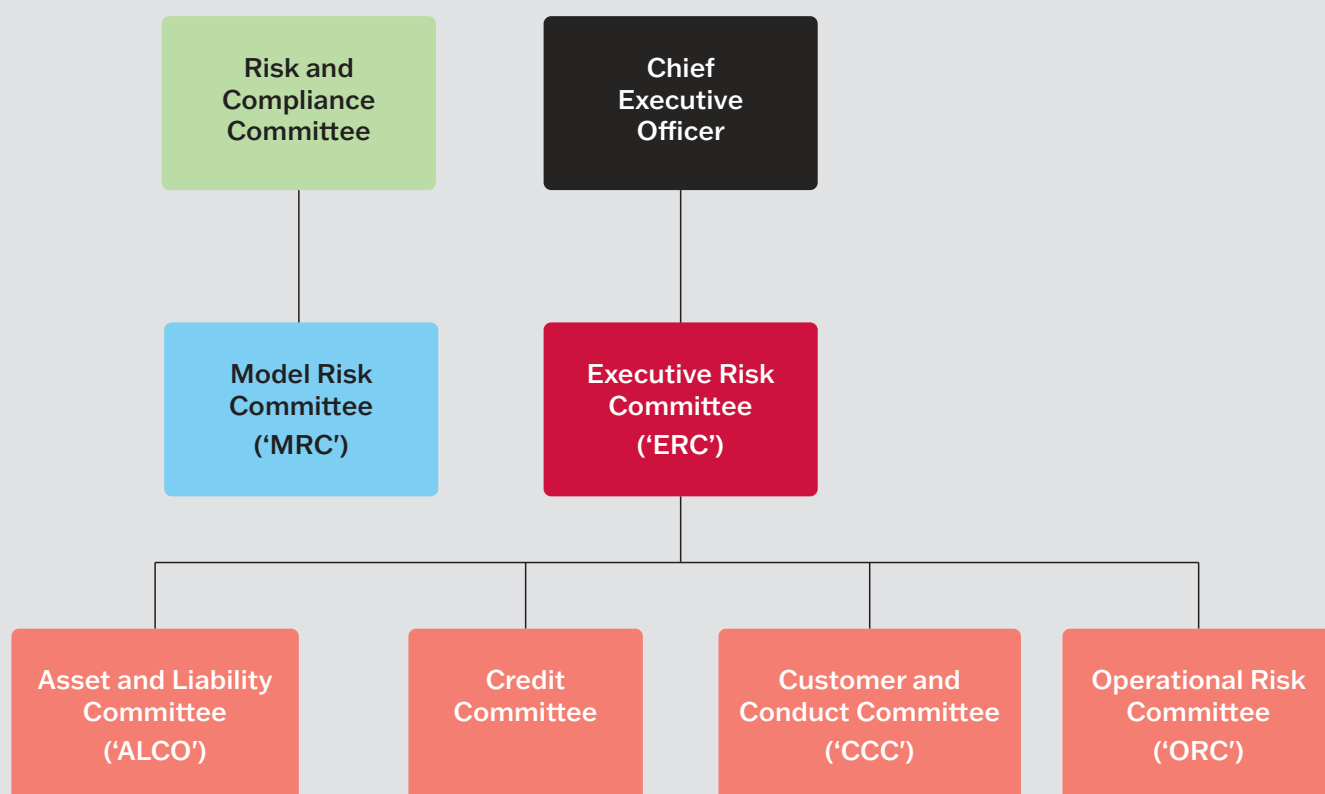 Risk and
Compliance
Committee
Chief
Executive
Officer
Model Risk
Committee
(‘MRC’)
Executive Risk
Committee
(‘ERC’)
Asset and Liability
Committee
(‘ALCO’)
Credit
Committee
Customer and
Conduct Committee
(‘CCC’)
Operational Risk
Committee
(‘ORC’)